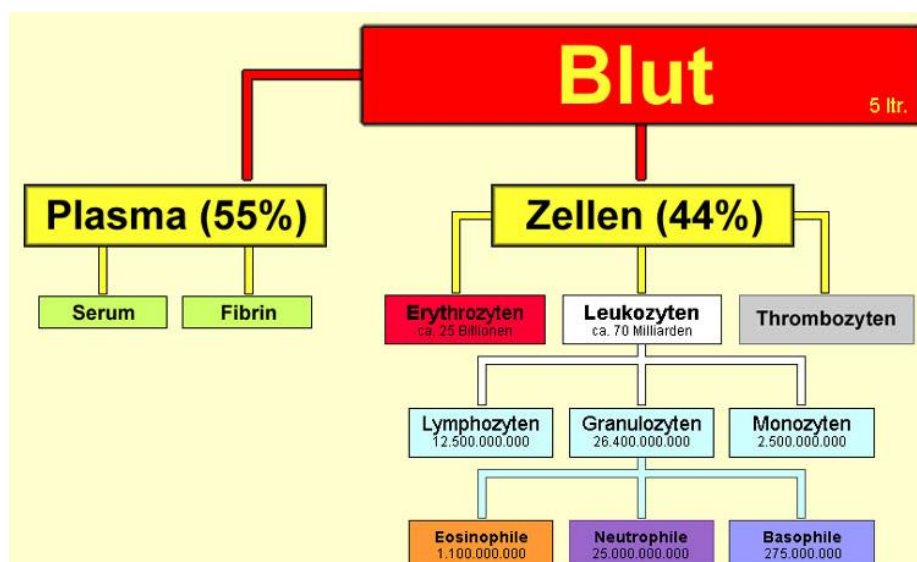 Blut
5 ltr.
Plasma (55%)
Zellen (44%)
Serum
Fibrin
Erythrozyten
ca. 25 Billionen
Leukozyten
ca. 70 Milliarden
Thrombozyten
Lymphozyten
12.500.000.000
Granulozyten
26.400.000.000
Monozyten
2.500.000.000
Eosinophile
1.100.000.000
Neutrophile
25.000.000.000
Basophile
275.000.000